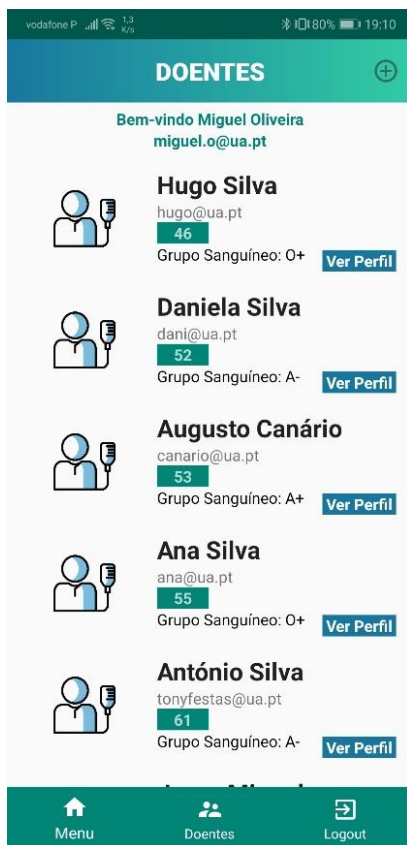 vodafone P 1,3 K/s 80% 19:10
DOENTES
Bem-vindo Miguel Oliveira
miguel.o@ua.pt
Hugo Silva
hugo@ua.pt
46
Grupo Sanguíneo: O+ Ver Perfil
Daniela Silva
dani@ua.pt
52
Grupo Sanguíneo: A- Ver Perfil
Augusto Canário
canario@ua.pt
53
Grupo Sanguíneo: A+ Ver Perfil
Ana Silva
ana@ua.pt
55
Grupo Sanguíneo: O+ Ver Perfil
António Silva
tonyfestas@ua.pt
61
Grupo Sanguíneo: A- Ver Perfil
Menu Doentes Logout